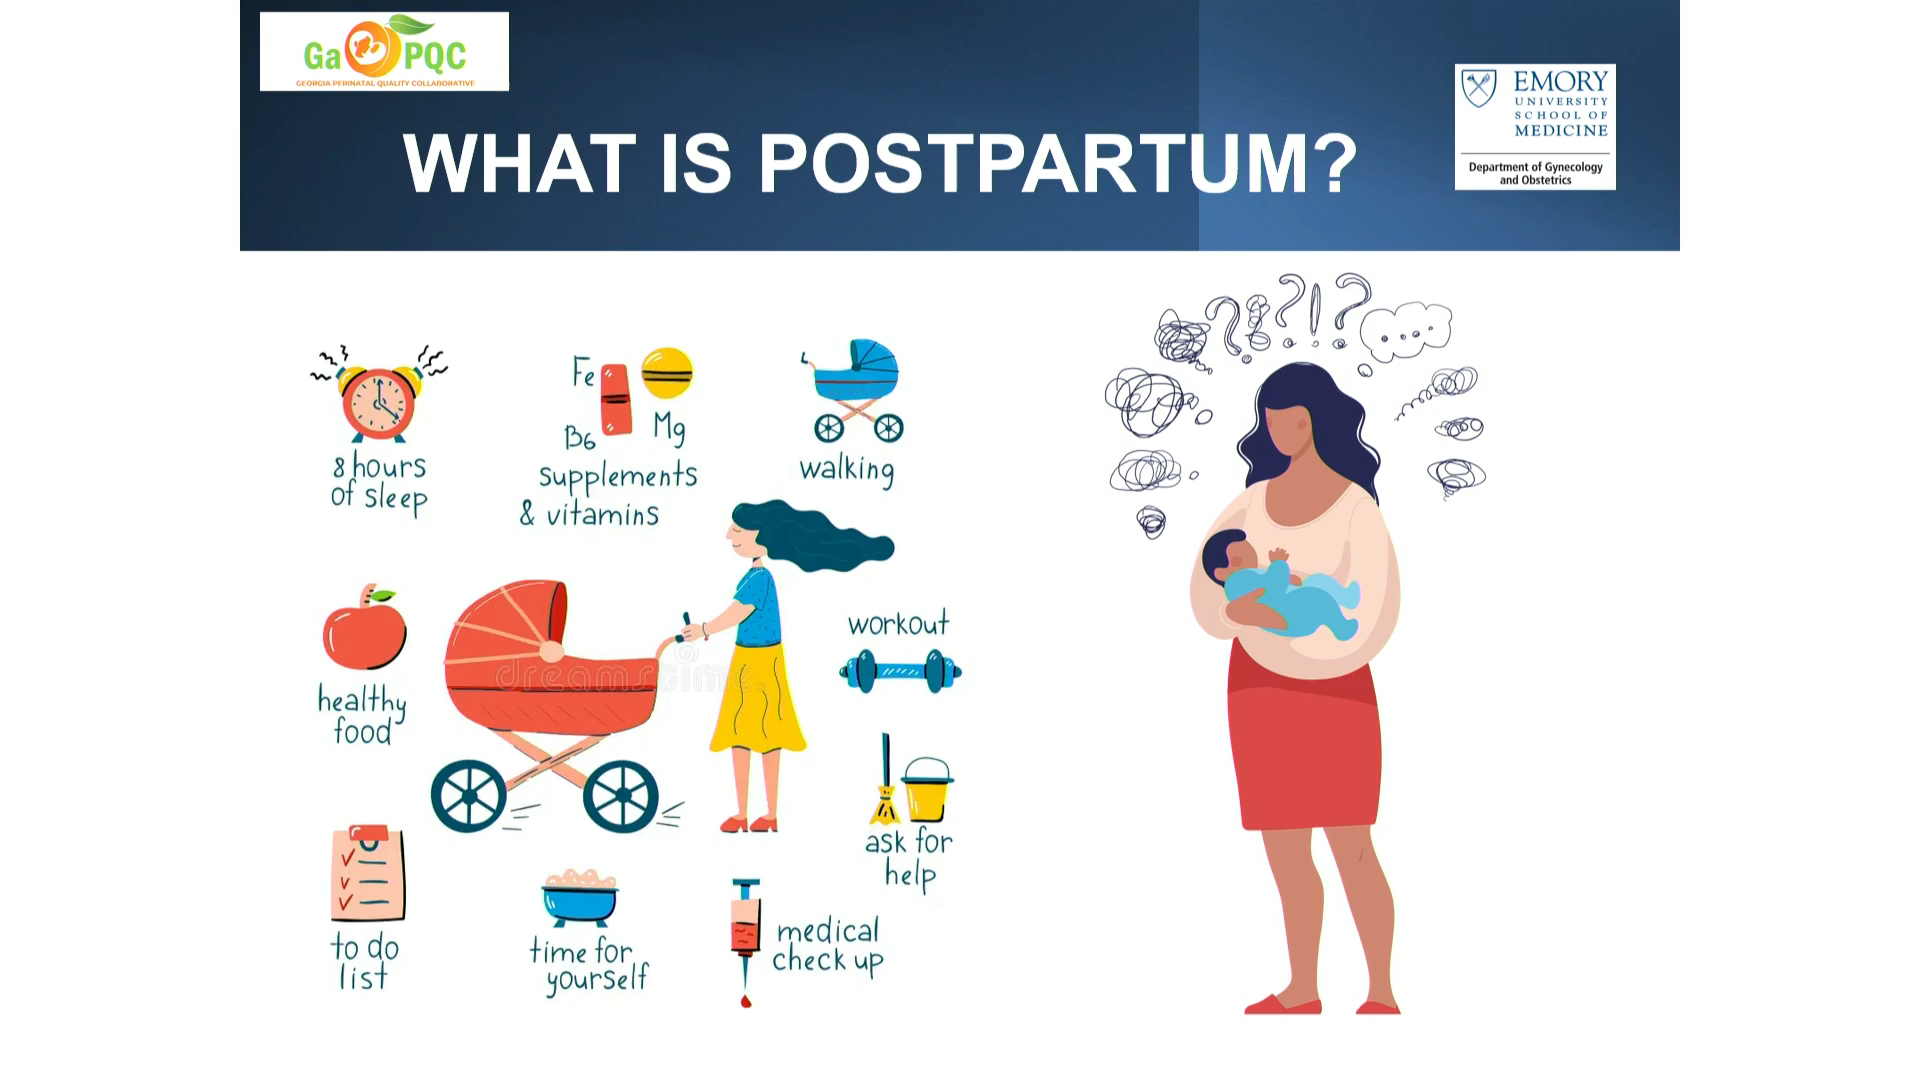 Ga PQC
GEORGIA PERINATAL QUALITY COLLABORATIVE
EMORY
UNIVERSITY
SCHOOL OF
MEDICINE
Department of Gynecology
and Obstetrics
WHAT IS POSTPARTUM?
8 hours
of sleep
Fe
B6
Mg
supplements
& vitamins
walking
?!?!?
....
healthy
food
dreamstime.
workout
ask for
help
to do
list
time for
yourself
medical
check up